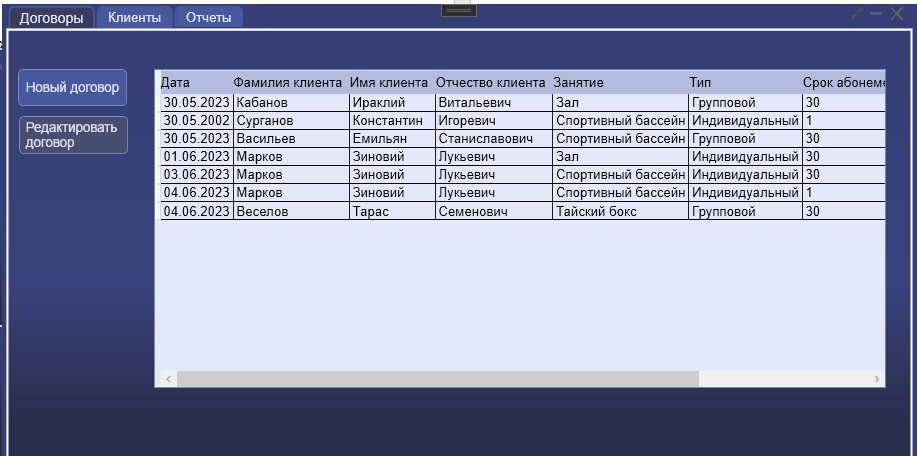 Договоры Клиенты Отчеты
Новый договор
Редактировать
договор
Дата Фамилия клиента Имя клиента Отчество клиента Занятие Тип Срок абонеме
30.05.2023 Кабанов Ираклий Витальевич Зал Групповой 30
30.05.2002 Сурганов Константин Игоревич Спортивный бассейн Индивидуальный 1
30.05.2023 Васильев Емильян Станиславович Спортивный бассейн Групповой 30
01.06.2023 Марков Зиновий Лукьевич Зал Индивидуальный 30
03.06.2023 Марков Зиновий Лукьевич Спортивный бассейн Индивидуальный 30
04.06.2023 Марков Зиновий Лукьевич Спортивный бассейн Индивидуальный 1
04.06.2023 Веселов Тарас Семенович Тайский бокс Групповой 30